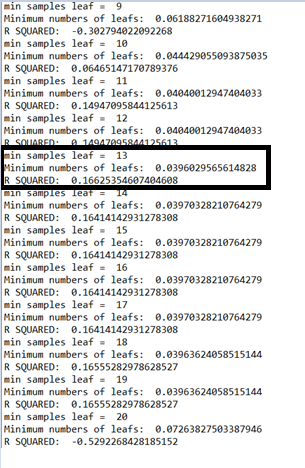 min samples leaf =  9
Minimum numbers of leafs:  0.06188271604938271
R SQUARED:  -0.302794022092268
min samples leaf =  10
Minimum numbers of leafs:  0.044429055093875035
R SQUARED:  0.06465147170789376
min samples leaf =  11
Minimum numbers of leafs:  0.04040012947404033
R SQUARED:  0.14947095844125613
min samples leaf =  12
Minimum numbers of leafs:  0.04040012947404033
R SQUARED:  0.14947095844125613
min samples leaf =  13
Minimum numbers of leafs:  0.0396029565614828
R SQUARED:  0.16625354607404608
min samples leaf =  14
Minimum numbers of leafs:  0.03970328210764279
R SQUARED:  0.16414142931278308
min samples leaf =  15
Minimum numbers of leafs:  0.03970328210764279
R SQUARED:  0.16414142931278308
min samples leaf =  16
Minimum numbers of leafs:  0.03970328210764279
R SQUARED:  0.16414142931278308
min samples leaf =  17
Minimum numbers of leafs:  0.03970328210764279
R SQUARED:  0.16414142931278308
min samples leaf =  18
Minimum numbers of leafs:  0.03963624058515144
R SQUARED:  0.16555282978628527
min samples leaf =  19
Minimum numbers of leafs:  0.03963624058515144
R SQUARED:  0.16555282978628527
min samples leaf =  20
Minimum numbers of leafs:  0.07263827503387946
R SQUARED:  -0.5292268428185152